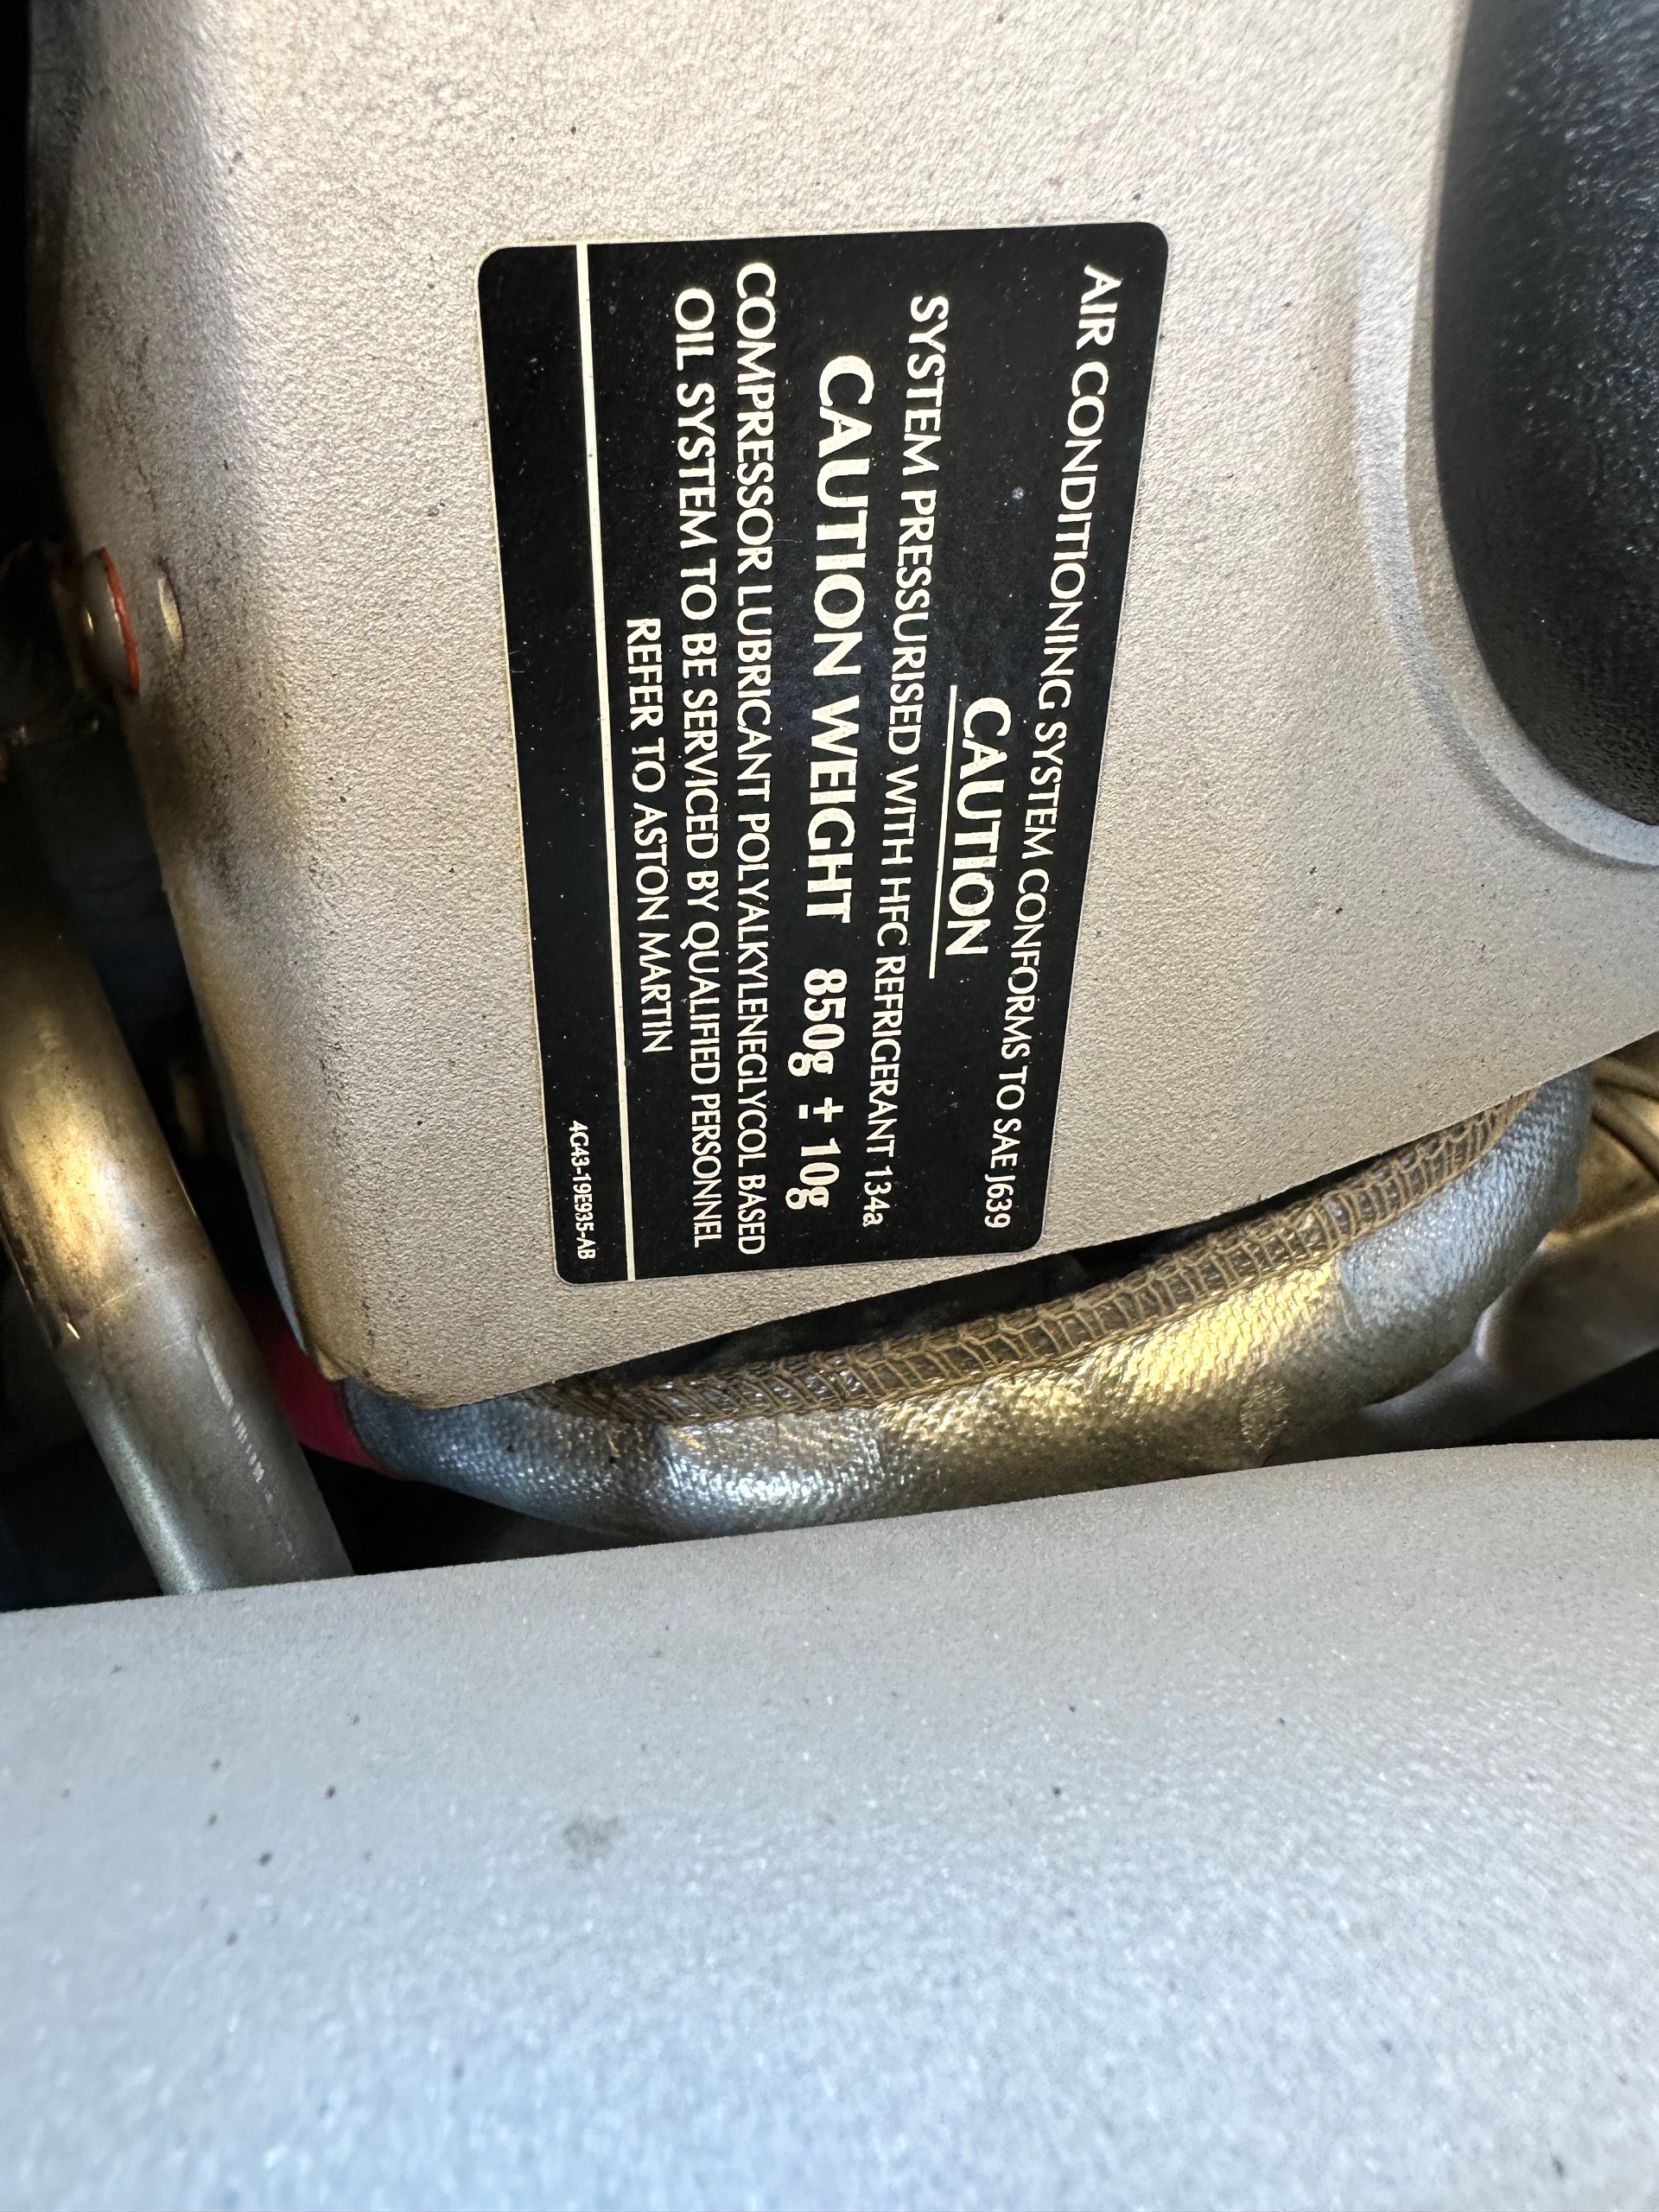 AIR CONDITIONING SYSTEM CONFORMS TO SAE J639
CAUTION
SYSTEM PRESSURISED WITH HFC REFRIGERANT 134a
CAUTION WEIGHT 850g ± 10g
COMPRESSOR LUBRICANT POLYALKYLENEGLYCOL BASED
OIL SYSTEM TO BE SERVICED BY QUALIFIED PERSONNEL
REFER TO ASTON MARTIN
4G43-19E935-AB